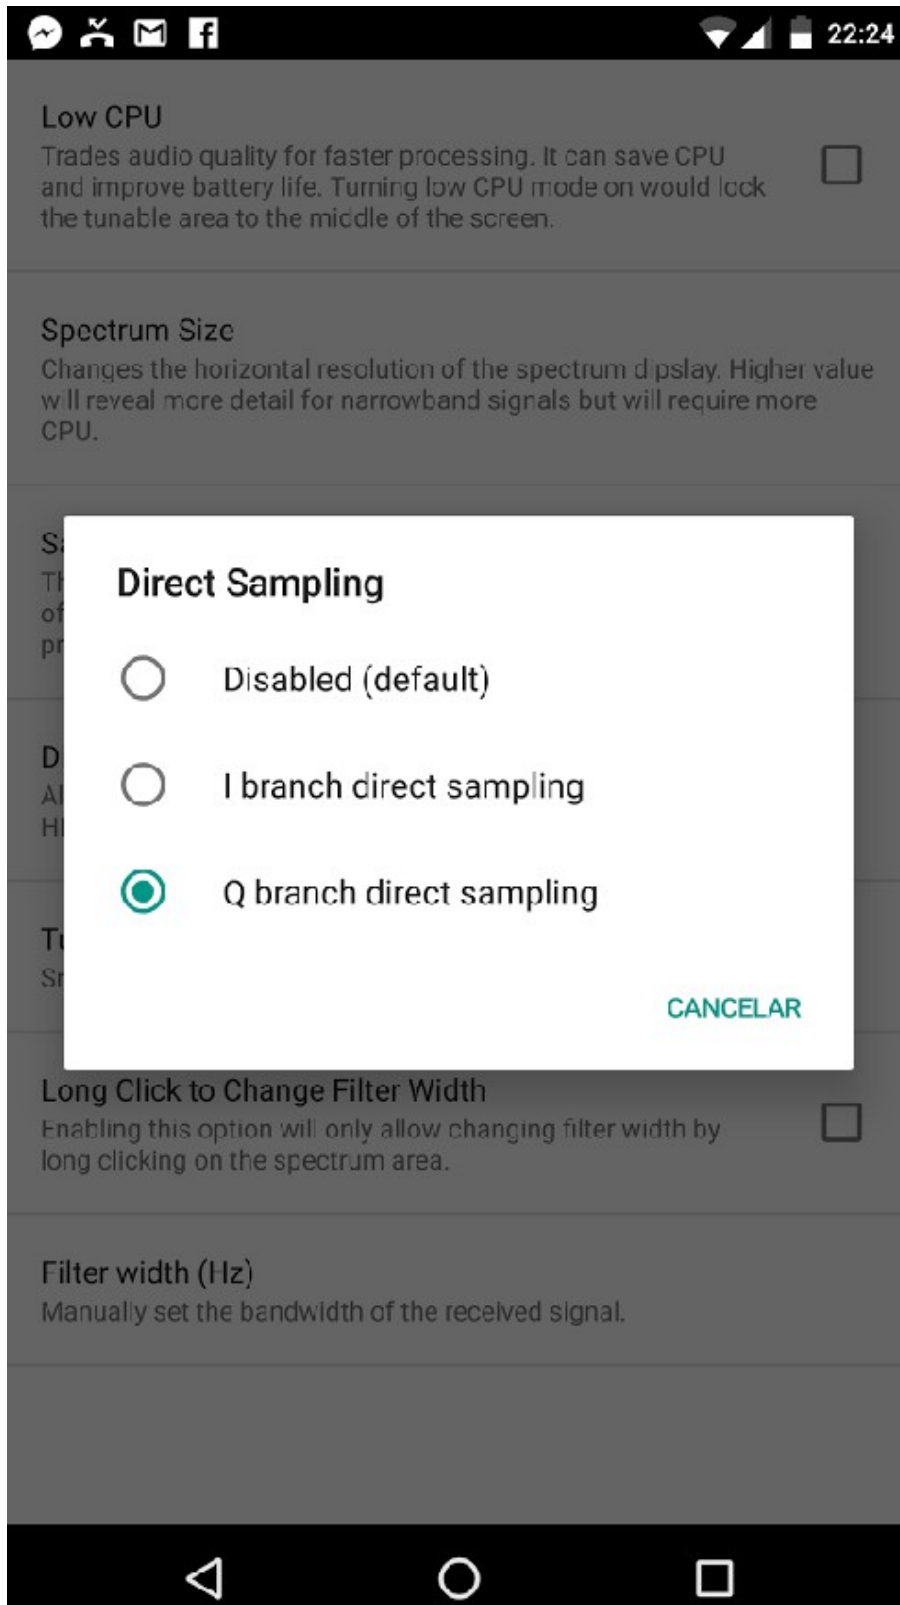 22:24
Low CPU
Trades audio quality for faster processing. It can save CPU
and improve battery life. Turning low CPU mode on would lock
the tunable area to the middle of the screen.
Spectrum Size
Changes the horizontal resolution of the spectrum dipslay. Higher value
will reveal more detail for narrowband signals but will require more
CPU.
Direct Sampling
Disabled (default)
I branch direct sampling
Q branch direct sampling
CANCELAR
Long Click to Change Filter Width
Enabling this option will only allow changing filter width by
long clicking on the spectrum area.
Filter width (Hz)
Manually set the bandwidth of the received signal.